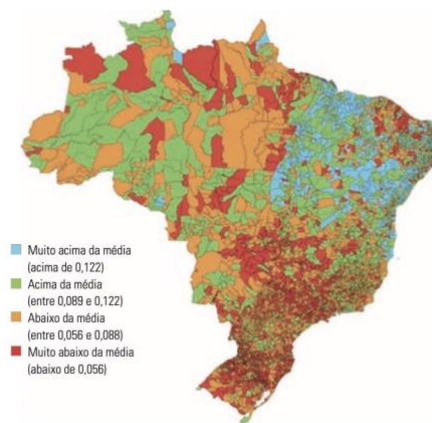 Muito acima da média
(acima de 0,122)
Acima da média
(entre 0,089 e 0,122)
Abaixo da média
(entre 0,056 e 0,088)
Muito abaixo da média
(abaixo de 0,056)